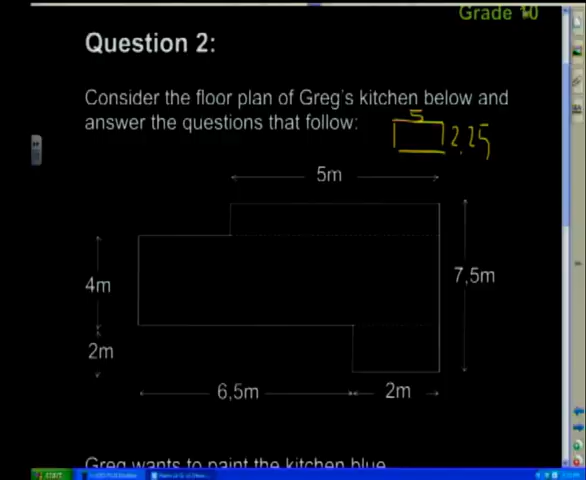 Grade 10
Question 2:
Consider the floor plan of Greg's kitchen below and
answer the questions that follow:
5
2.25
5m
4m
7,5m
2m
6,5m
2m
Greg wants to paint the kitchen blue